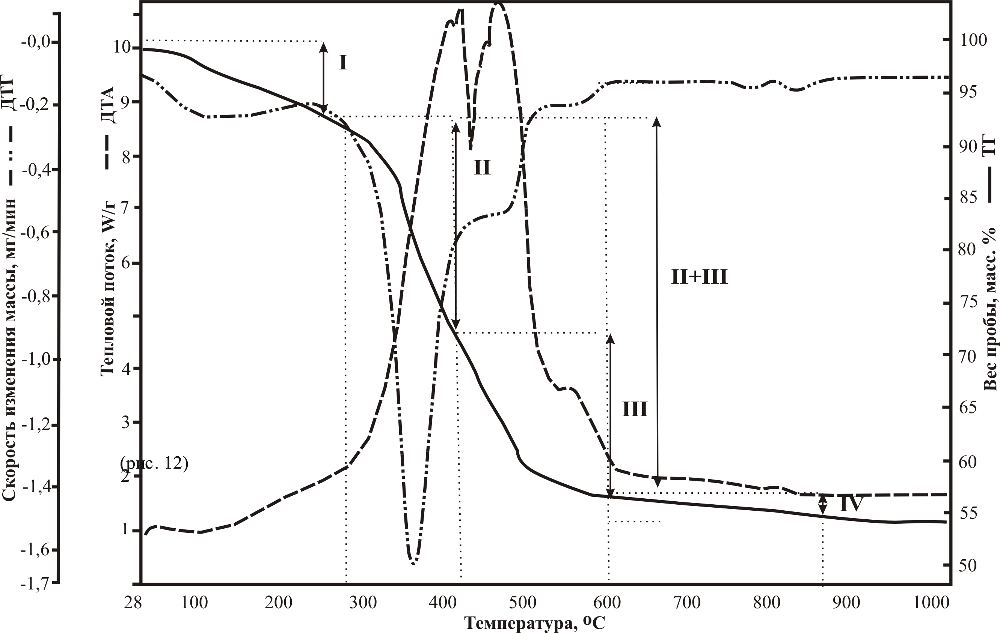 Скорость изменения массы, мг/мин ДТГ
-0,0
-0,2
-0,4
-0,6
-0,8
-1,0
-1,2
-1,4
-1,6
-1,7
Тепловой поток, W/г ДТА
10
9
8
7
6
4
3
2
1
(рис. 12)
I
II
II+III
III
IV
100
95
90
85
80
75
70
65
60
55
50
Вес пробы, масс. % ТГ
28 100 200 300 400 500 600 700 800 900 1000
Температура, ºС